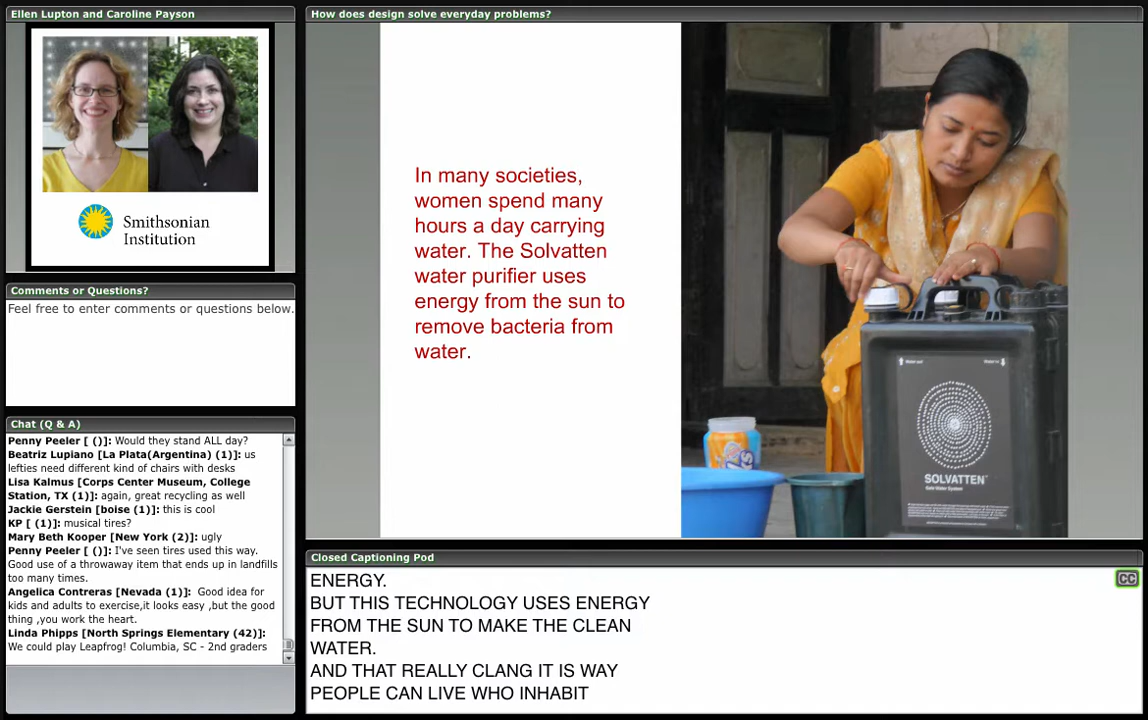 Ellen Lupton and Caroline Payson
Smithsonian
Institution
Comments or Questions?
Feel free to enter comments or questions below.
Chat (Q & A)
Penny Peeler [ ()]: Would they stand ALL day?
Beatriz Lupiano [La Plata(Argentina) (1)]: us
lefties need different kind of chairs with desks
Lisa Kalmus [Corps Center Museum, College
Station, TX (1)]: again, great recycling as well
Jackie Gerstein [boise (1)]: this is cool
KP [ (1)]: musical tires?
Mary Beth Kooper [New York (2)]: ugly
Penny Peeler [ ()]: I've seen tires used this way.
Good use of a throwaway item that ends up in landfills
too many times.
Angelica Contreras [Nevada (1)]: Good idea for
kids and adults to exercise,it looks easy ,but the good
thing ,you work the heart.
Linda Phipps [North Springs Elementary (42)]:
We could play Leapfrog! Columbia, SC - 2nd graders
How does design solve everyday problems?
In many societies,
women spend many
hours a day carrying
water. The Solvatten
water purifier uses
energy from the sun to
remove bacteria from
water.
SOLVATTEN
Closed Captioning Pod
ENERGY.
BUT THIS TECHNOLOGY USES ENERGY
FROM THE SUN TO MAKE THE CLEAN
WATER.
AND THAT REALLY CLANG IT IS WAY
PEOPLE CAN LIVE WHO INHABIT
CC